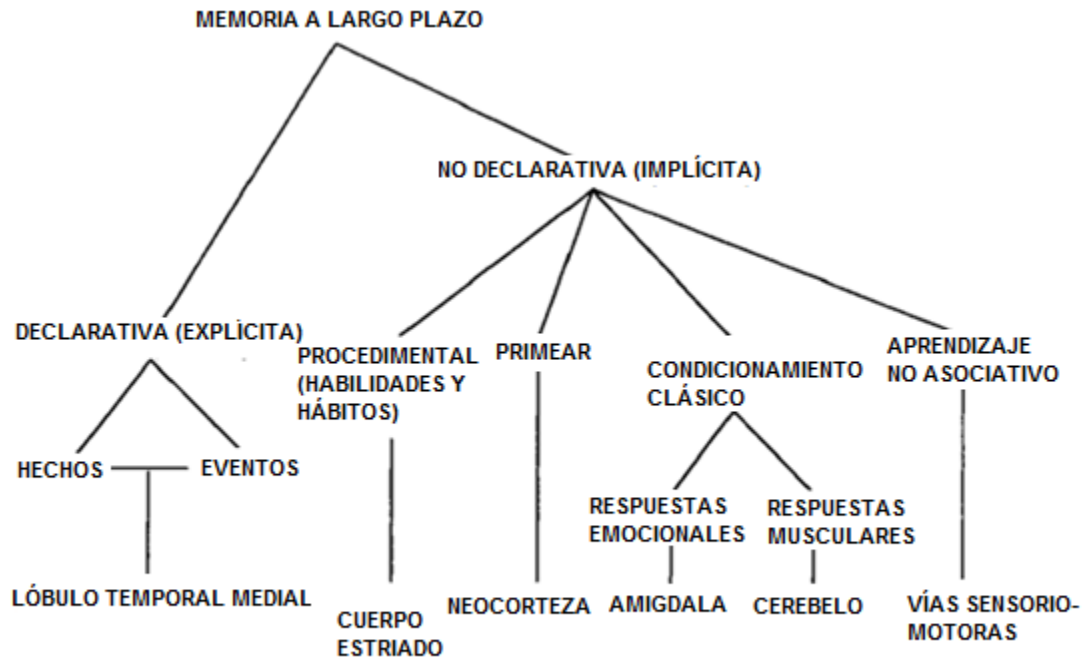 MEMORIA A LARGO PLAZO
NO DECLARATIVA (IMPLÍCITA)
DECLARATIVA (EXPLÍCITA)
PROCEDIMENTAL
(HABILIDADES Y
HÁBITOS)
PRIMEAR
CONDICIONAMIENTO
CLÁSICO
APRENDIZAJE
NO ASOCIATIVO
HECHOS
EVENTOS
RESPUESTAS
EMOCIONALES
RESPUESTAS
MUSCULARES
LÓBULO TEMPORAL MEDIAL
CUERPO
ESTRIADO
NEOCORTEZA
AMIGDALA
CEREBELO
VÍAS SENSORIO-
MOTORAS